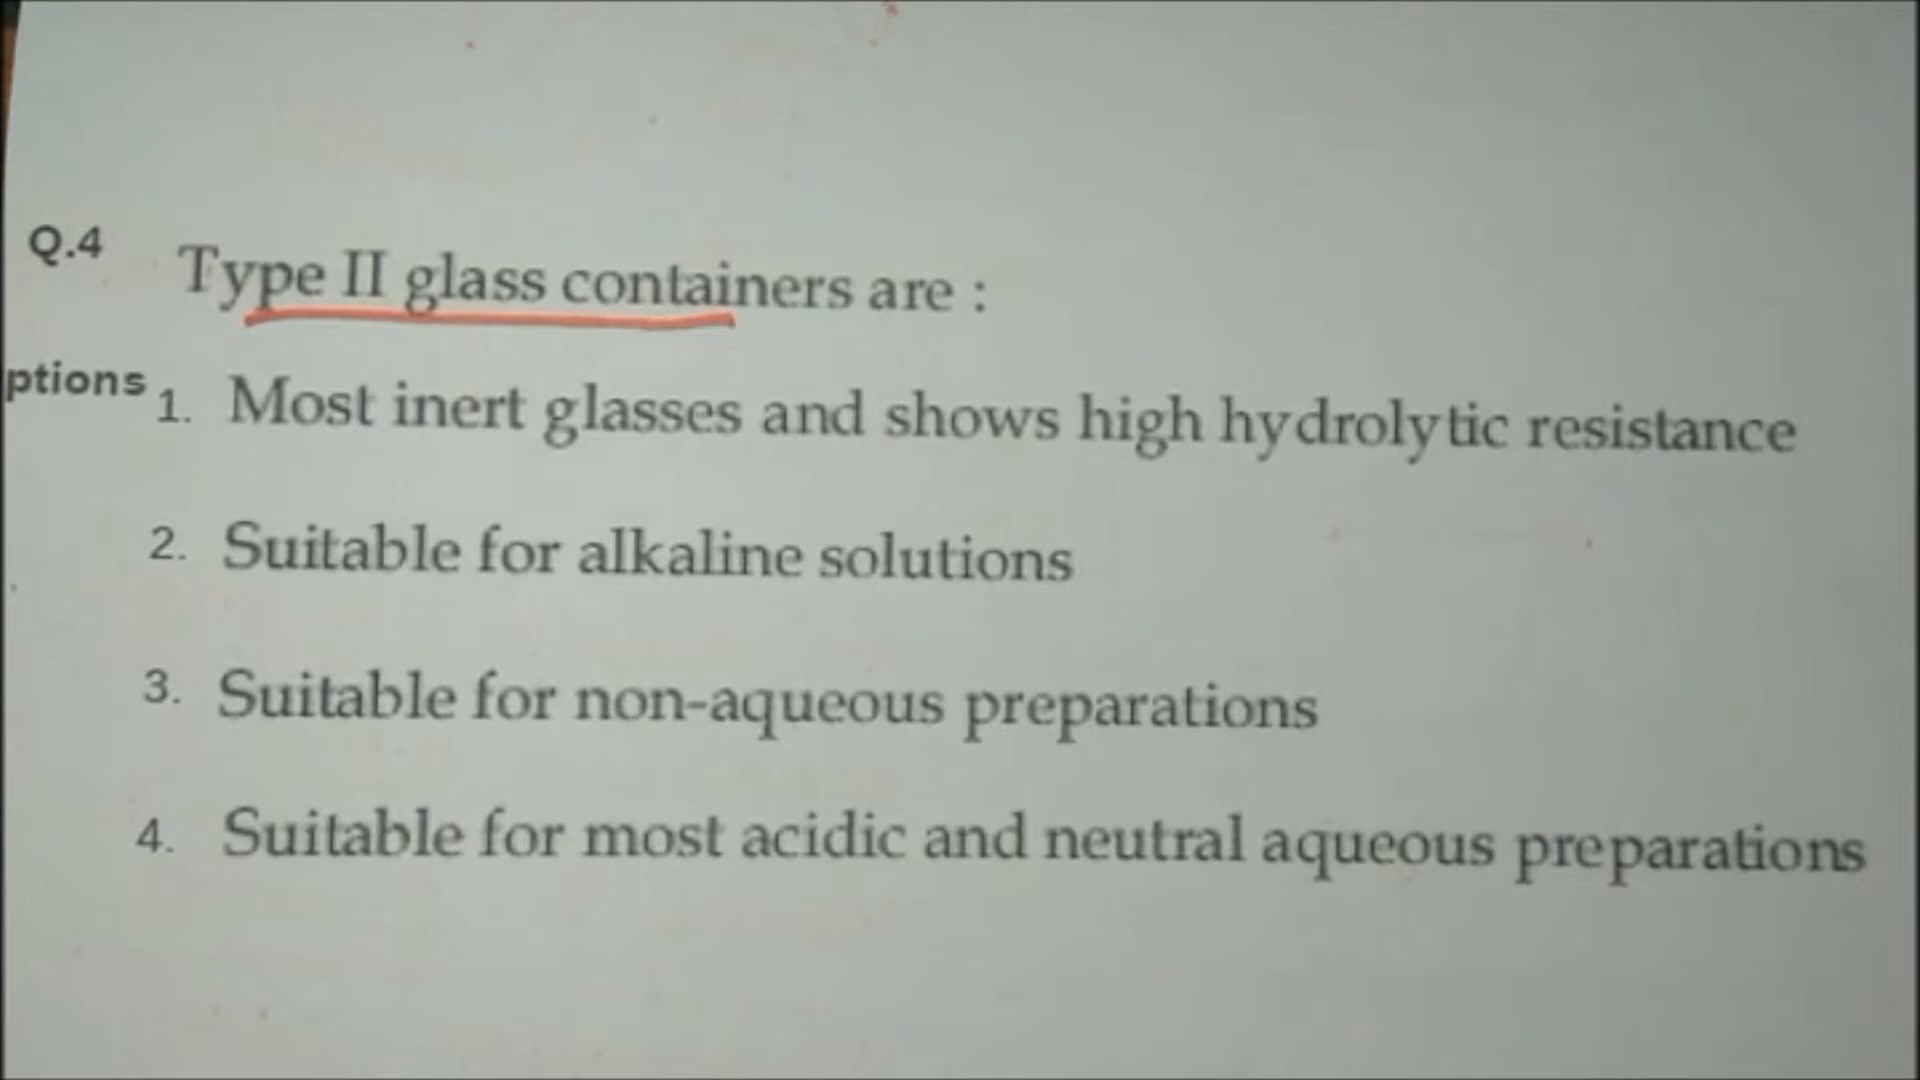 Q.4 Type II glass containers are :
ptions 1. Most inert glasses and shows high hydrolytic resistance
2. Suitable for alkaline solutions
3. Suitable for non-aqueous preparations
4. Suitable for most acidic and neutral aqueous preparations